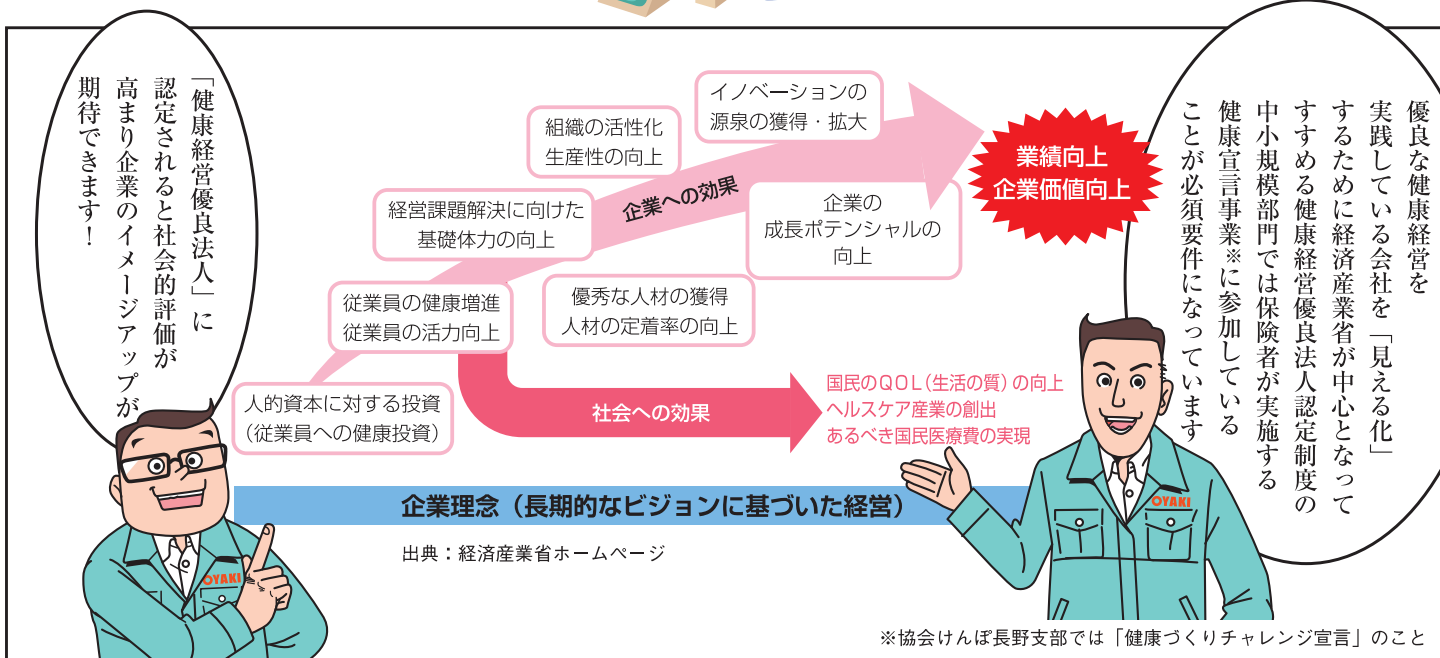 優良な健康経営を
実践している会社を「見える化」
するために経済産業省が中心となって
すすめる健康経営優良法人認定制度の
中小規模部門では保険者が実施する
健康宣言事業※に参加している
ことが必須要件になっています
業績向上
企業価値向上
イノベーションの
源泉の獲得・拡大
組織の活性化
生産性の向上
企業への効果
企業の
成長ポテンシャルの
向上
経営課題解決に向けた
基礎体力の向上
優秀な人材の獲得
人材の定着率の向上
従業員の健康増進
従業員の活力向上
人的資本に対する投資
(従業員への健康投資)
社会への効果
国民のQOL(生活の質)の向上
ヘルスケア産業の創出
あるべき国民医療費の実現
企業理念(長期的なビジョンに基づいた経営)
出典:経済産業省ホームページ
「健康経営優良法人」に
認定されると社会的評価が
高まり企業のイメージアップが
期待できます!
OYAKI
OYAKI
※協会けんぽ長野支部では「健康づくりチャレンジ宣言」のこと